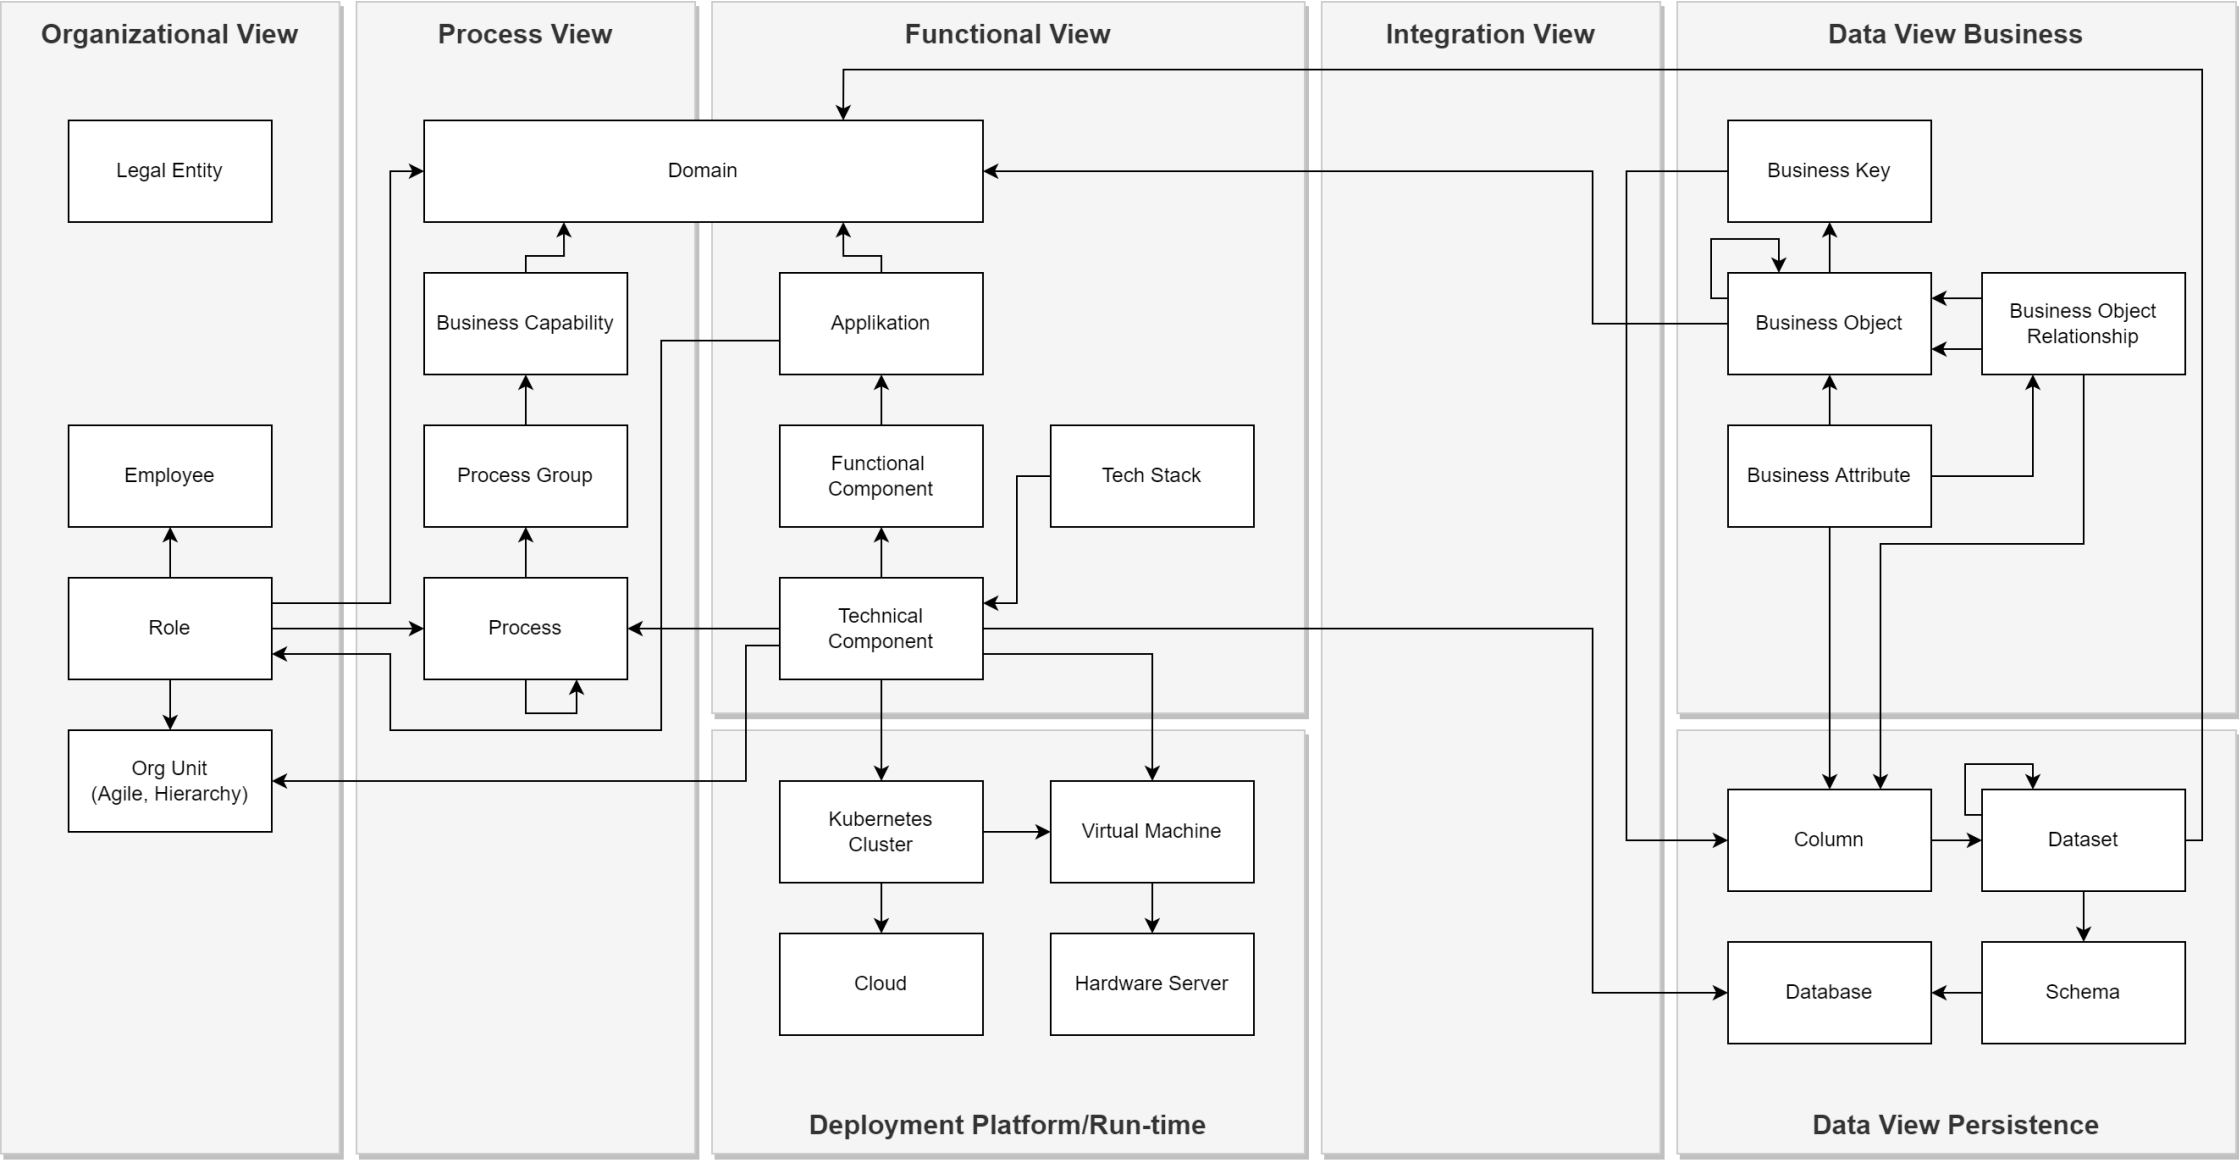 Organizational View
Process View
Functional View
Integration View
Data View Business
Legal Entity
Domain
Business Key
Business Capability
Applikation
Business Object
Business Object
Relationship
Employee
Process Group
Functional
Component
Tech Stack
Business Attribute
Role
Process
Technical
Component
Org Unit
(Agile, Hierarchy)
Kubernetes
Cluster
Virtual Machine
Column
Dataset
Cloud
Hardware Server
Database
Schema
Deployment Platform/Run-time
Data View Persistence